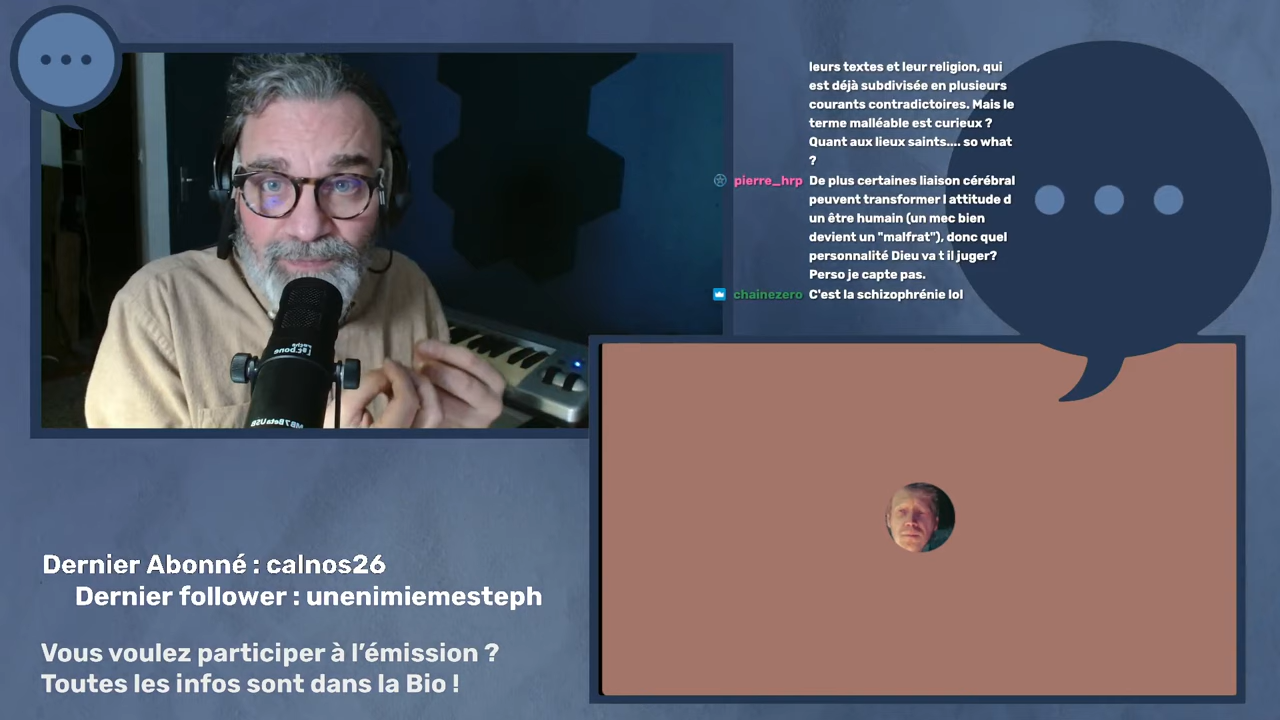 leurs textes et leur religion, qui
est déjà subdivisée en plusieurs
courants contradictoires. Mais le
terme malléable est curieux ?
Quant aux lieux saints.... so what
?
pierre_hrp De plus certaines liaison cérébral
peuvent transformer l attitude d
un être humain (un mec bien
devient un "malfrat"), donc quel
personnalité Dieu va t il juger?
Perso je capte pas.
chainezero C'est la schizophrénie lol
the t.bone
MB7BetaUSB
Dernier Abonné : calnos26
Dernier follower : unenimiemesteph
Vous voulez participer à l'émission ?
Toutes les infos sont dans la Bio !